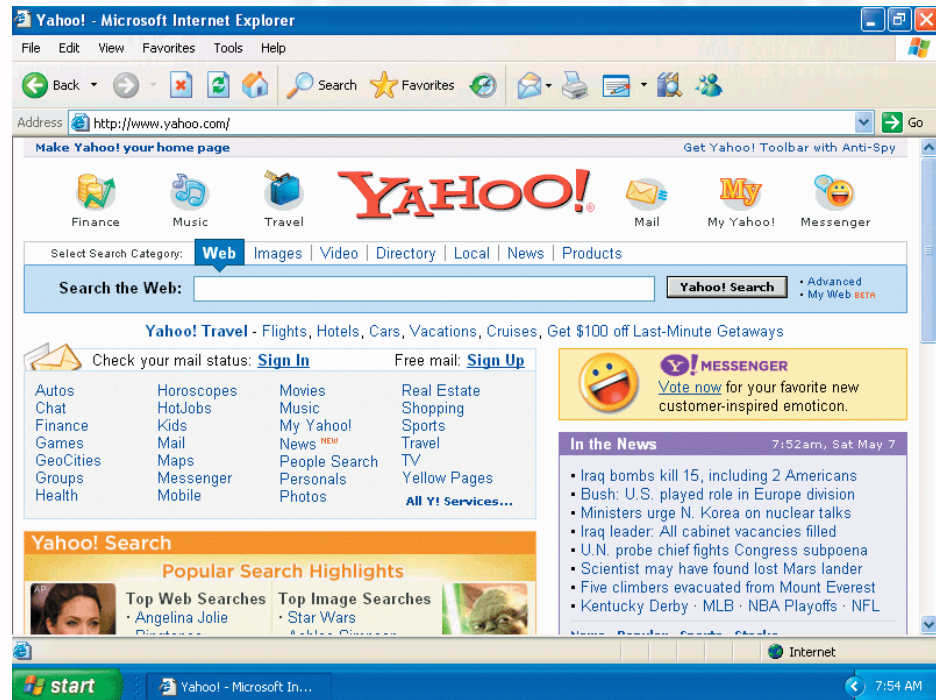 Yahoo! - Microsoft Internet Explorer
File Edit View Favorites Tools Help
Back Search Favorites
Address http://www.yahoo.com/ Go
Make Yahoo! your home page Get Yahoo! Toolbar with Anti-Spy
YAHOO!®
Finance Music Travel Mail My Yahoo! Messenger
Select Search Category: Web Images | Video | Directory | Local | News | Products
Search the Web: Yahoo! Search • Advanced
• My Web BETA
Yahoo! Travel - Flights, Hotels, Cars, Vacations, Cruises, Get $100 off Last-Minute Getaways
Check your mail status: Sign In Free mail: Sign Up
Autos Horoscopes Movies Real Estate
Chat HotJobs Music Shopping
Finance Kids My Yahoo! Sports
Games Mail News NEW Travel
GeoCities Maps People Search TV
Groups Messenger Personals Yellow Pages
Health Mobile Photos All Y! Services...
Y! MESSENGER
Vote now for your favorite new
customer-inspired emoticon.
In the News 7:52am, Sat May 7
• Iraq bombs kill 15, including 2 Americans
• Bush: U.S. played role in Europe division
• Ministers urge N. Korea on nuclear talks
• Iraq leader: All cabinet vacancies filled
• U.N. probe chief fights Congress subpoena
• Scientist may have found lost Mars lander
• Five climbers evacuated from Mount Everest
• Kentucky Derby · MLB · NBA Playoffs · NFL
Yahoo! Search
Popular Search Highlights
AP
Top Web Searches Top Image Searches
· Angelina Jolie · Star Wars
Internet
start Yahoo! - Microsoft In... 7:54 AM